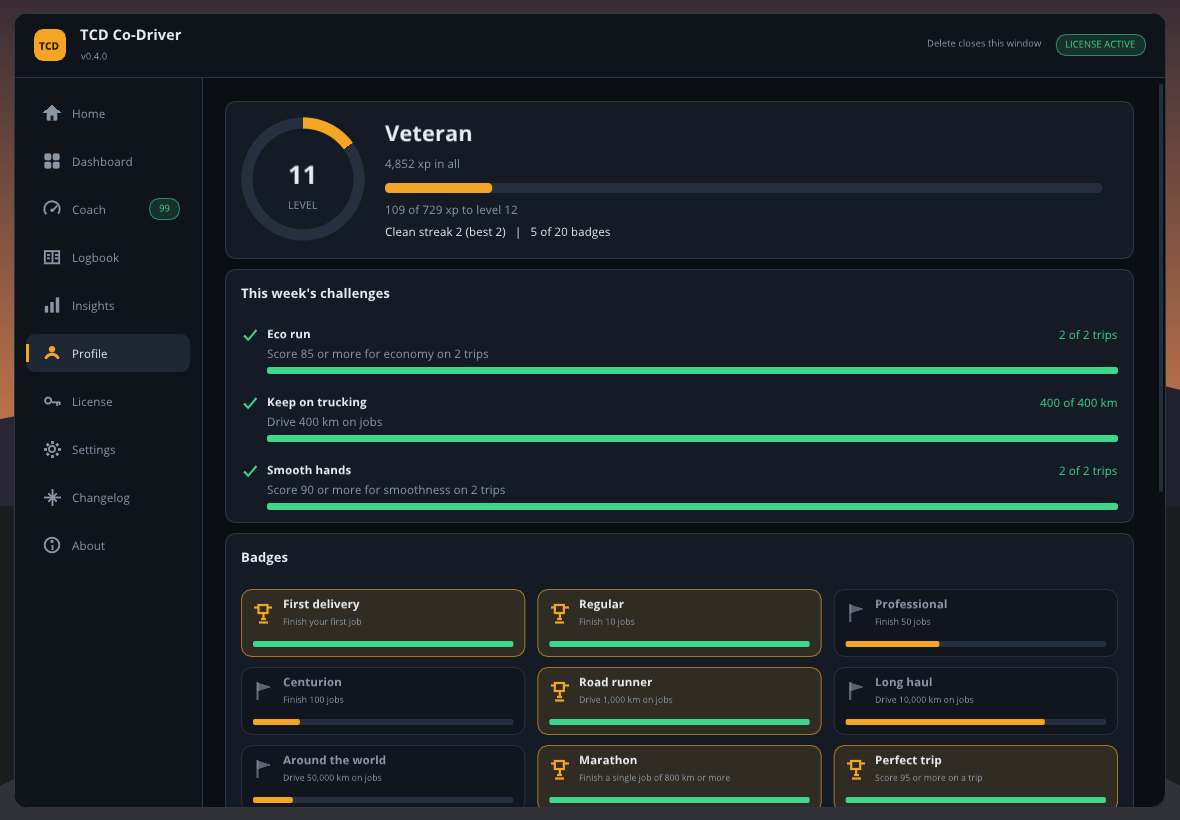 TCD
TCD Co-Driver
v0.4.0
Delete closes this window
LICENSE ACTIVE
Home
Dashboard
Coach
99
Logbook
Insights
Profile
License
Settings
Changelog
About
11
LEVEL
Veteran
4,852 xp in all
109 of 729 xp to level 12
Clean streak 2 (best 2) | 5 of 20 badges
This week's challenges
Eco run
2 of 2 trips
Score 85 or more for economy on 2 trips
Keep on trucking
400 of 400 km
Drive 400 km on jobs
Smooth hands
2 of 2 trips
Score 90 or more for smoothness on 2 trips
Badges
First delivery
Finish your first job
Regular
Finish 10 jobs
Professional
Finish 50 jobs
Centurion
Finish 100 jobs
Road runner
Drive 1,000 km on jobs
Long haul
Drive 10,000 km on jobs
Around the world
Drive 50,000 km on jobs
Marathon
Finish a single job of 800 km or more
Perfect trip
Score 95 or more on a trip